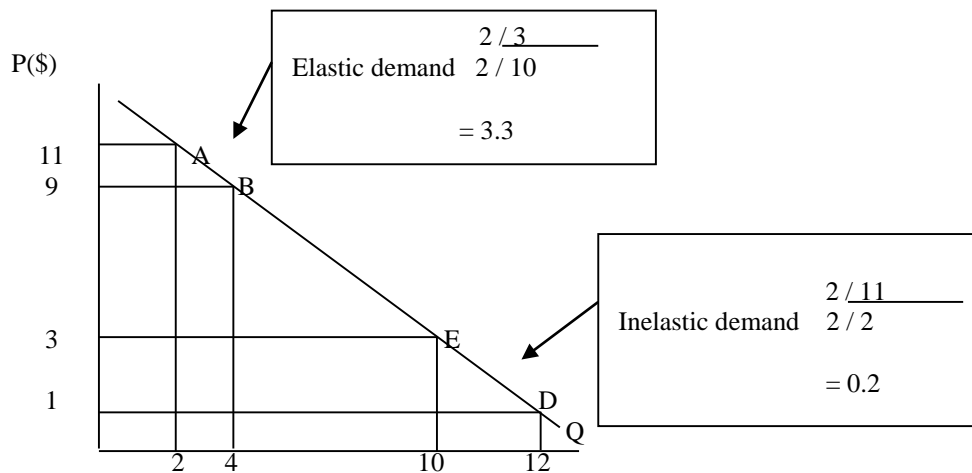 2 / 3
P($)
Elastic demand 2 / 10
= 3.3
11
A
9
B
2 / 11
Inelastic demand 2 / 2
3
E
= 0.2
1
D
Q
2 4 10 12